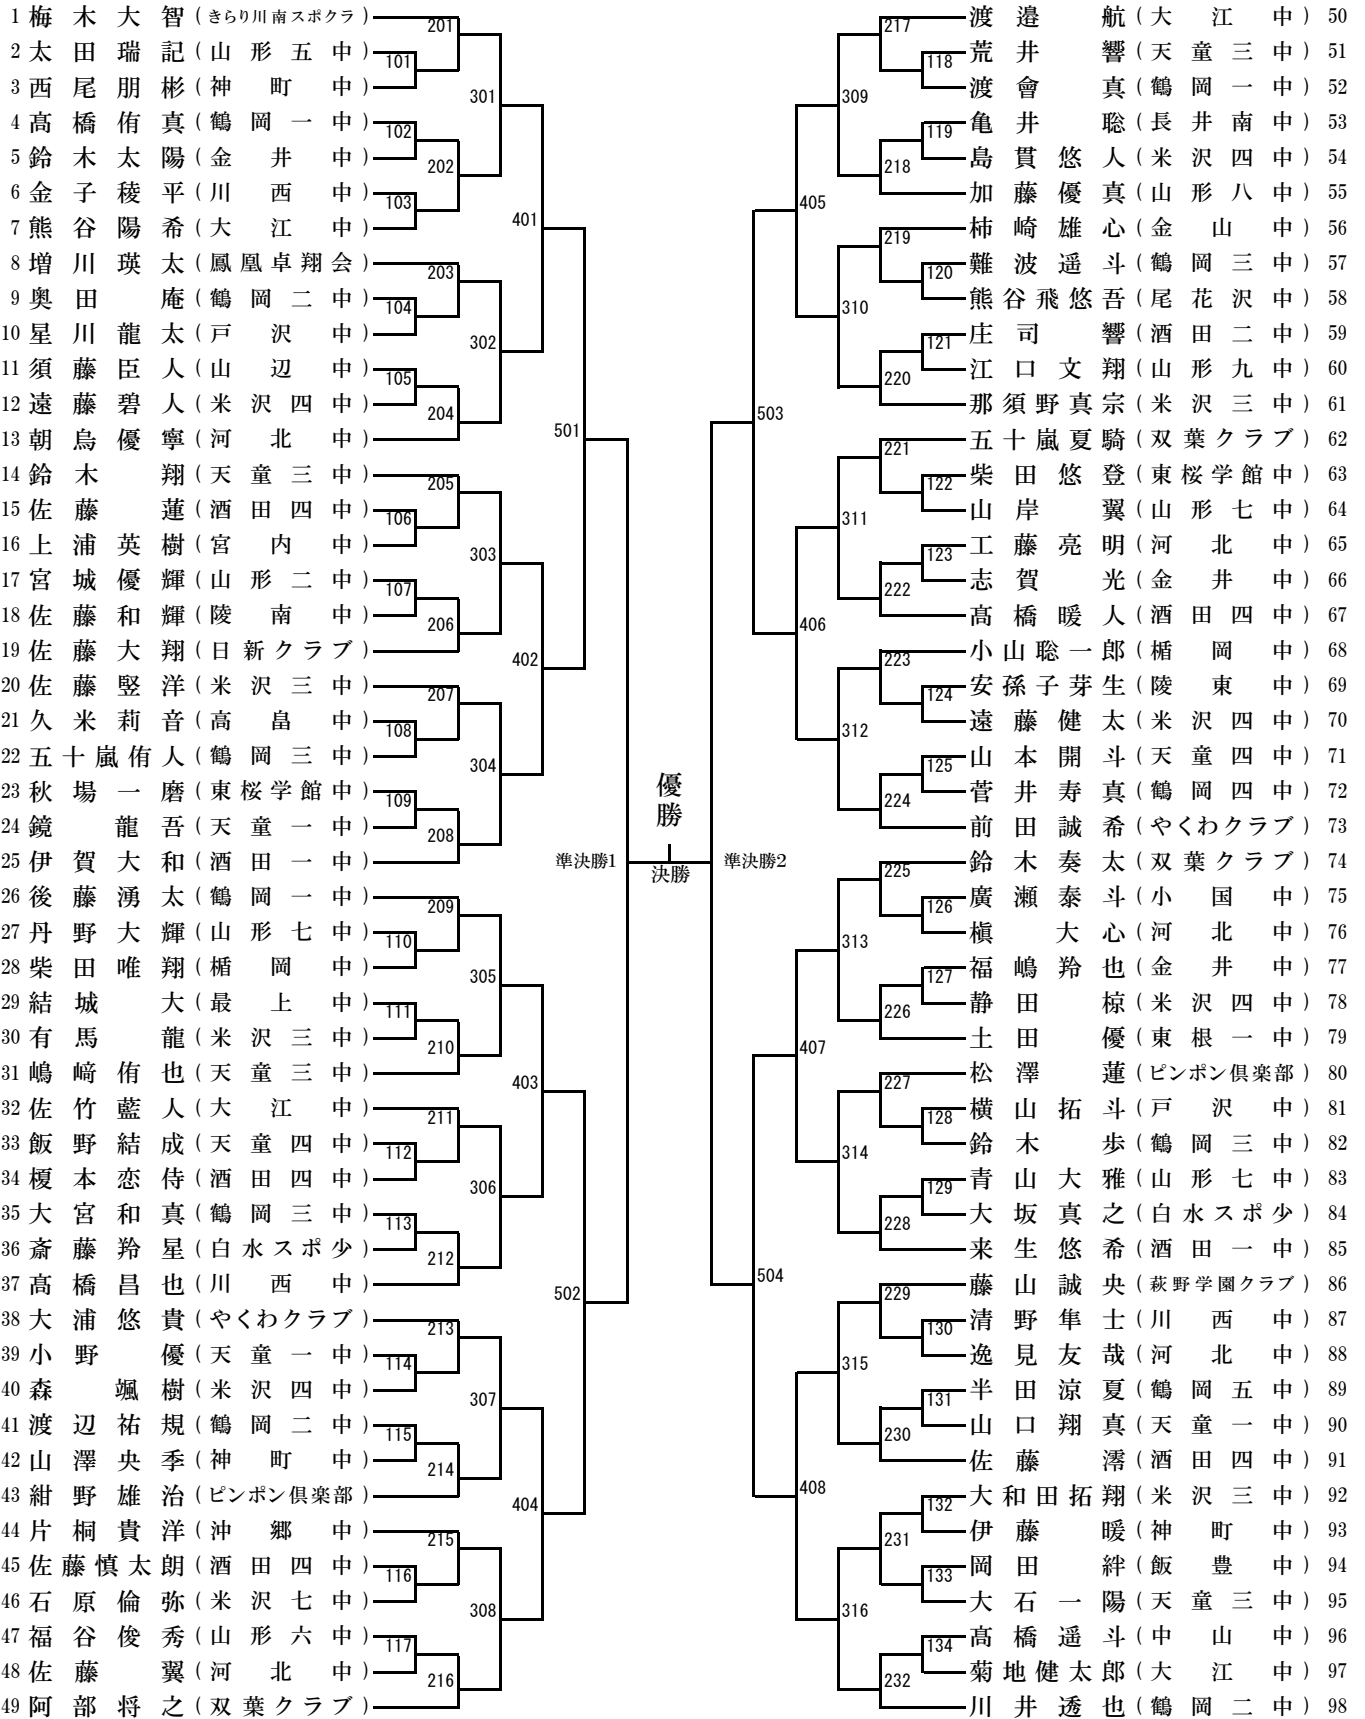 1 梅木大智 (きらり川南スポクラ)
2 太田瑞記 (山形五中)
3 西尾朋彬 (神町中)
4 髙橋侑真 (鶴岡一中)
5 鈴木太陽 (金井中)
6 金子稜平 (川西中)
7 熊谷陽希 (大江中)
8 増川瑛太 (鳳凰卓翔会)
9 奥田庵 (鶴岡二中)
10 星川龍太 (戸沢中)
11 須藤臣人 (山辺中)
12 遠藤碧人 (米沢四中)
13 朝烏優寧 (河北中)
14 鈴木翔 (天童三中)
15 佐藤蓮 (酒田四中)
16 上浦英樹 (宮内中)
17 宮城優輝 (山形二中)
18 佐藤和輝 (陵南中)
19 佐藤大翔 (日新クラブ)
20 佐藤竪洋 (米沢三中)
21 久米莉音 (高畠中)
22 五十嵐侑人 (鶴岡三中)
23 秋場一磨 (東桜学館中)
24 鏡龍吾 (天童一中)
25 伊賀大和 (酒田一中)
26 後藤湧太 (鶴岡一中)
27 丹野大輝 (山形七中)
28 柴田唯翔 (楯岡中)
29 結城大 (最上中)
30 有馬龍 (米沢三中)
31 嶋﨑侑也 (天童三中)
32 佐竹藍人 (大江中)
33 飯野結成 (天童四中)
34 榎本恋侍 (酒田四中)
35 大宮和真 (鶴岡三中)
36 斎藤羚星 (白水スポ少)
37 髙橋昌也 (川西中)
38 大浦悠貴 (やくわクラブ)
39 小野優 (天童一中)
40 森颯樹 (米沢四中)
41 渡辺祐規 (鶴岡二中)
42 山澤央季 (神町中)
43 紺野雄治 (ピンポン倶楽部)
44 片桐貴洋 (沖郷中)
45 佐藤慎太朗 (酒田四中)
46 石原倫弥 (米沢七中)
47 福谷俊秀 (山形六中)
48 佐藤翼 (河北中)
49 阿部将之 (双葉クラブ)
201
101
301
102
202
103
401
203
104
302
105
204
501
205
106
303
107
206
402
207
108
304
109
208
準決勝1
209
110
305
111
210
403
211
112
306
113
212
502
213
114
307
115
214
404
215
116
308
117
216
優勝
決勝
217
118
309
119
218
405
219
120
310
121
220
503
221
122
311
123
222
406
223
124
312
125
224
準決勝2
225
126
313
127
226
407
227
128
314
129
228
504
229
130
315
131
230
408
132
231
133
316
134
232
渡邉航 (大江中) 50
荒井響 (天童三中) 51
渡會真 (鶴岡一中) 52
亀井聡 (長井南中) 53
島貫悠人 (米沢四中) 54
加藤優真 (山形八中) 55
柿崎雄心 (金山中) 56
難波遥斗 (鶴岡三中) 57
熊谷飛悠吾 (尾花沢中) 58
庄司響 (酒田二中) 59
江口文翔 (山形九中) 60
那須野真宗 (米沢三中) 61
五十嵐夏騎 (双葉クラブ) 62
柴田悠登 (東桜学館中) 63
山岸翼 (山形七中) 64
工藤亮明 (河北中) 65
志賀光 (金井中) 66
髙橋暖人 (酒田四中) 67
小山聡一郎 (楯岡中) 68
安孫子芽生 (陵東中) 69
遠藤健太 (米沢四中) 70
山本開斗 (天童四中) 71
菅井寿真 (鶴岡四中) 72
前田誠希 (やくわクラブ) 73
鈴木奏太 (双葉クラブ) 74
廣瀬泰斗 (小国中) 75
槇大心 (河北中) 76
福嶋羚也 (金井中) 77
静田椋 (米沢四中) 78
土田優 (東根一中) 79
松澤蓮 (ピンポン倶楽部) 80
横山拓斗 (戸沢中) 81
鈴木歩 (鶴岡三中) 82
青山大雅 (山形七中) 83
大坂真之 (白水スポ少) 84
来生悠希 (酒田一中) 85
藤山誠央 (萩野学園クラブ) 86
清野隼士 (川西中) 87
逸見友哉 (河北中) 88
半田涼夏 (鶴岡五中) 89
山口翔真 (天童一中) 90
佐藤澪 (酒田四中) 91
大和田拓翔 (米沢三中) 92
伊藤暖 (神町中) 93
岡田絆 (飯豊中) 94
大石一陽 (天童三中) 95
髙橋遥斗 (中山中) 96
菊地健太郎 (大江中) 97
川井透也 (鶴岡二中) 98